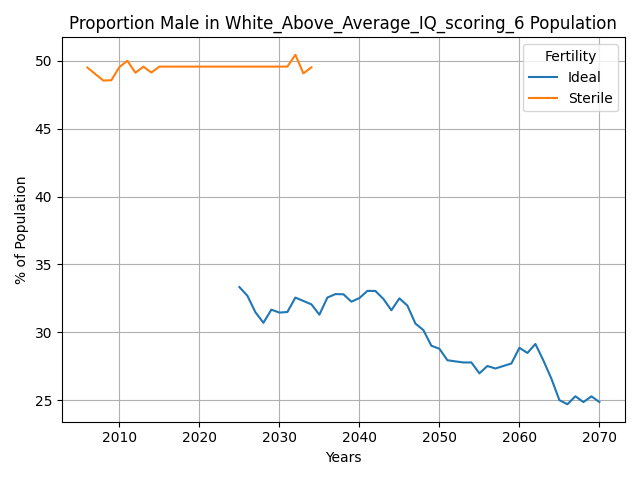 Proportion Male in White_Above_Average_IQ_scoring_6 Population
Fertility
Ideal
Sterile
% of Population
50
45
40
35
30
25
2010
2020
2030
2040
2050
2060
2070
Years